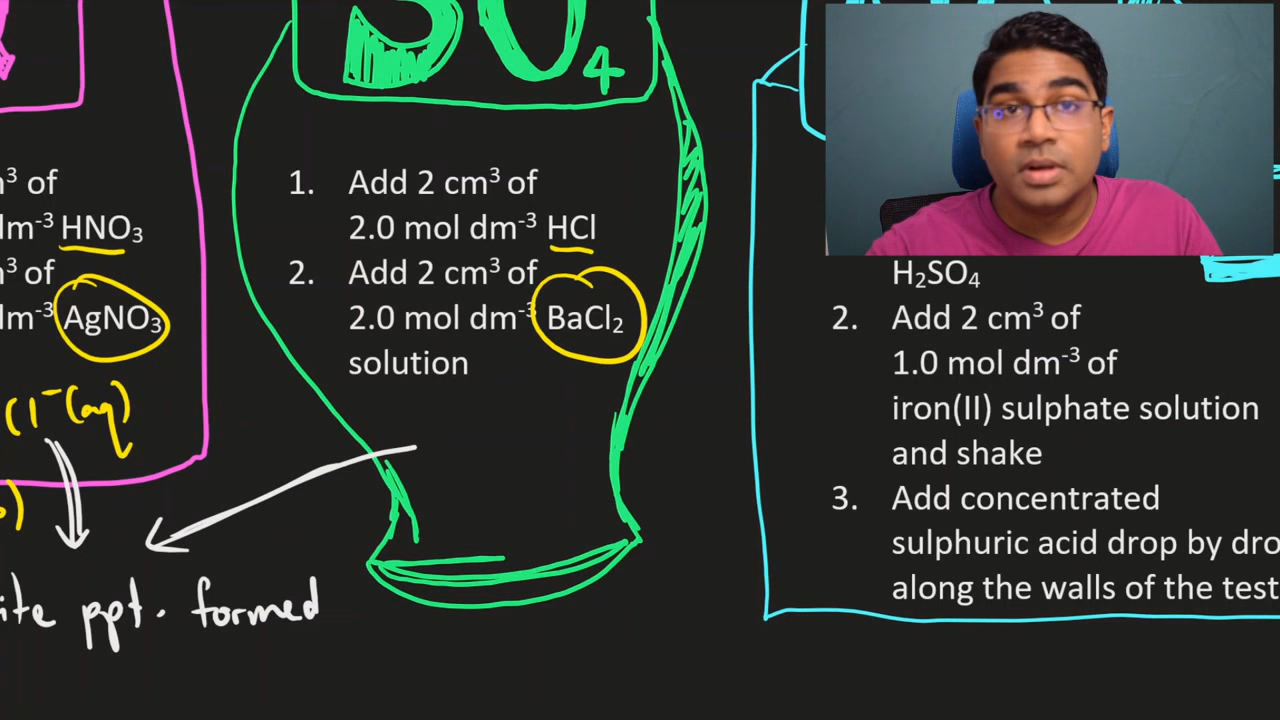 SO4
m³ of
dm⁻³ HNO₃
m³ of
dm⁻³ AgNO₃
Cl⁻(aq)
1. Add 2 cm³ of
2.0 mol dm⁻³ HCl
2. Add 2 cm³ of
2.0 mol dm⁻³ BaCl₂
solution
ite ppt. formed
H₂SO₄
2. Add 2 cm³ of
1.0 mol dm⁻³ of
iron(II) sulphate solution
and shake
3. Add concentrated
sulphuric acid drop by dro
along the walls of the test